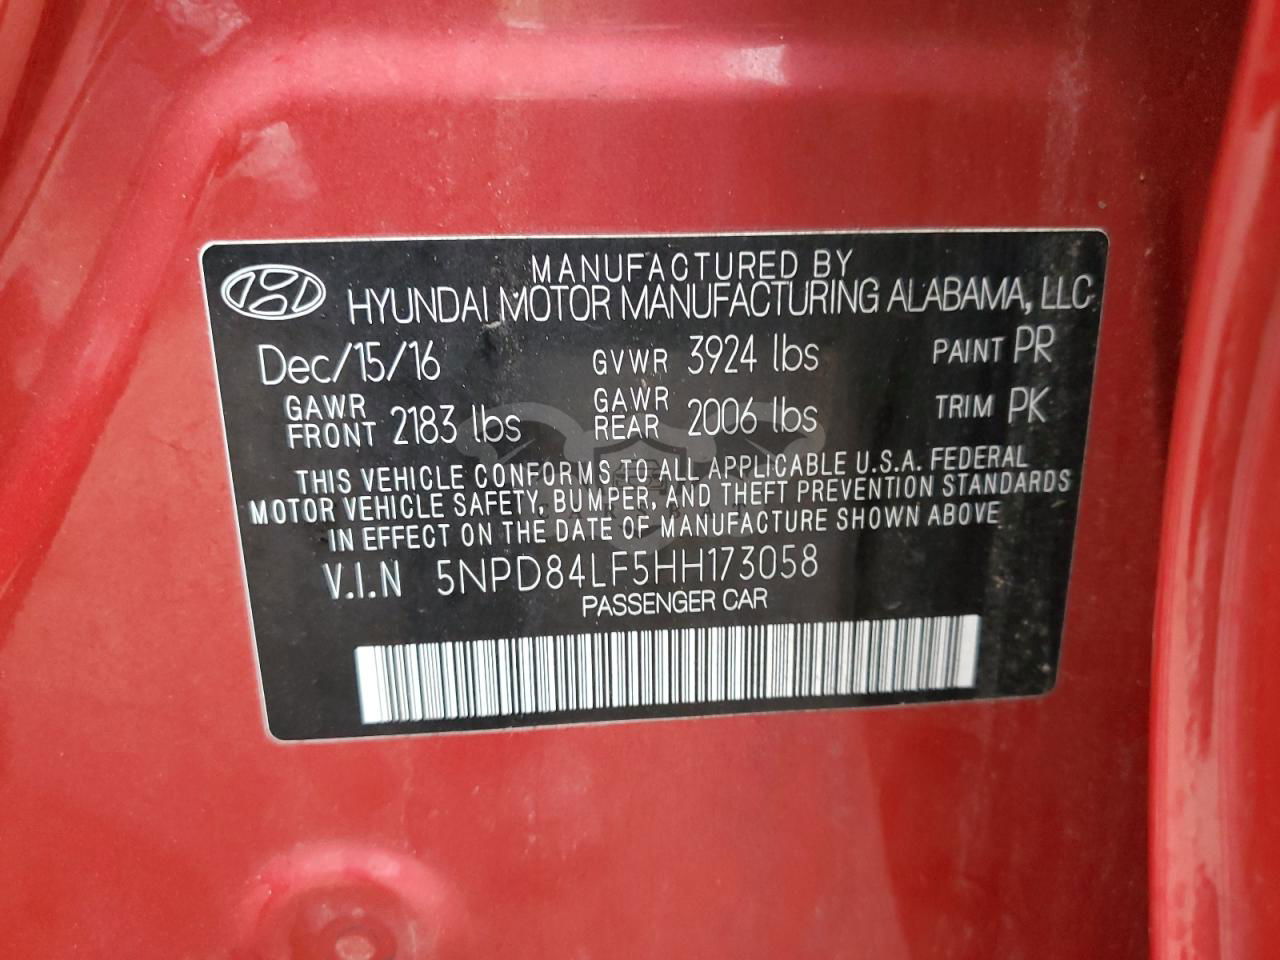 MANUFACTURED BY
HYUNDAI MOTOR MANUFACTURING ALABAMA, LLC
Dec/15/16 GVWR 3924 lbs PAINT PR
GAWR FRONT 2183 lbs GAWR REAR 2006 lbs TRIM PK
THIS VEHICLE CONFORMS TO ALL APPLICABLE U.S.A. FEDERAL
MOTOR VEHICLE SAFETY, BUMPER, AND THEFT PREVENTION STANDARDS
IN EFFECT ON THE DATE OF MANUFACTURE SHOWN ABOVE
V.I.N 5NPD84LF5HH173058
PASSENGER CAR